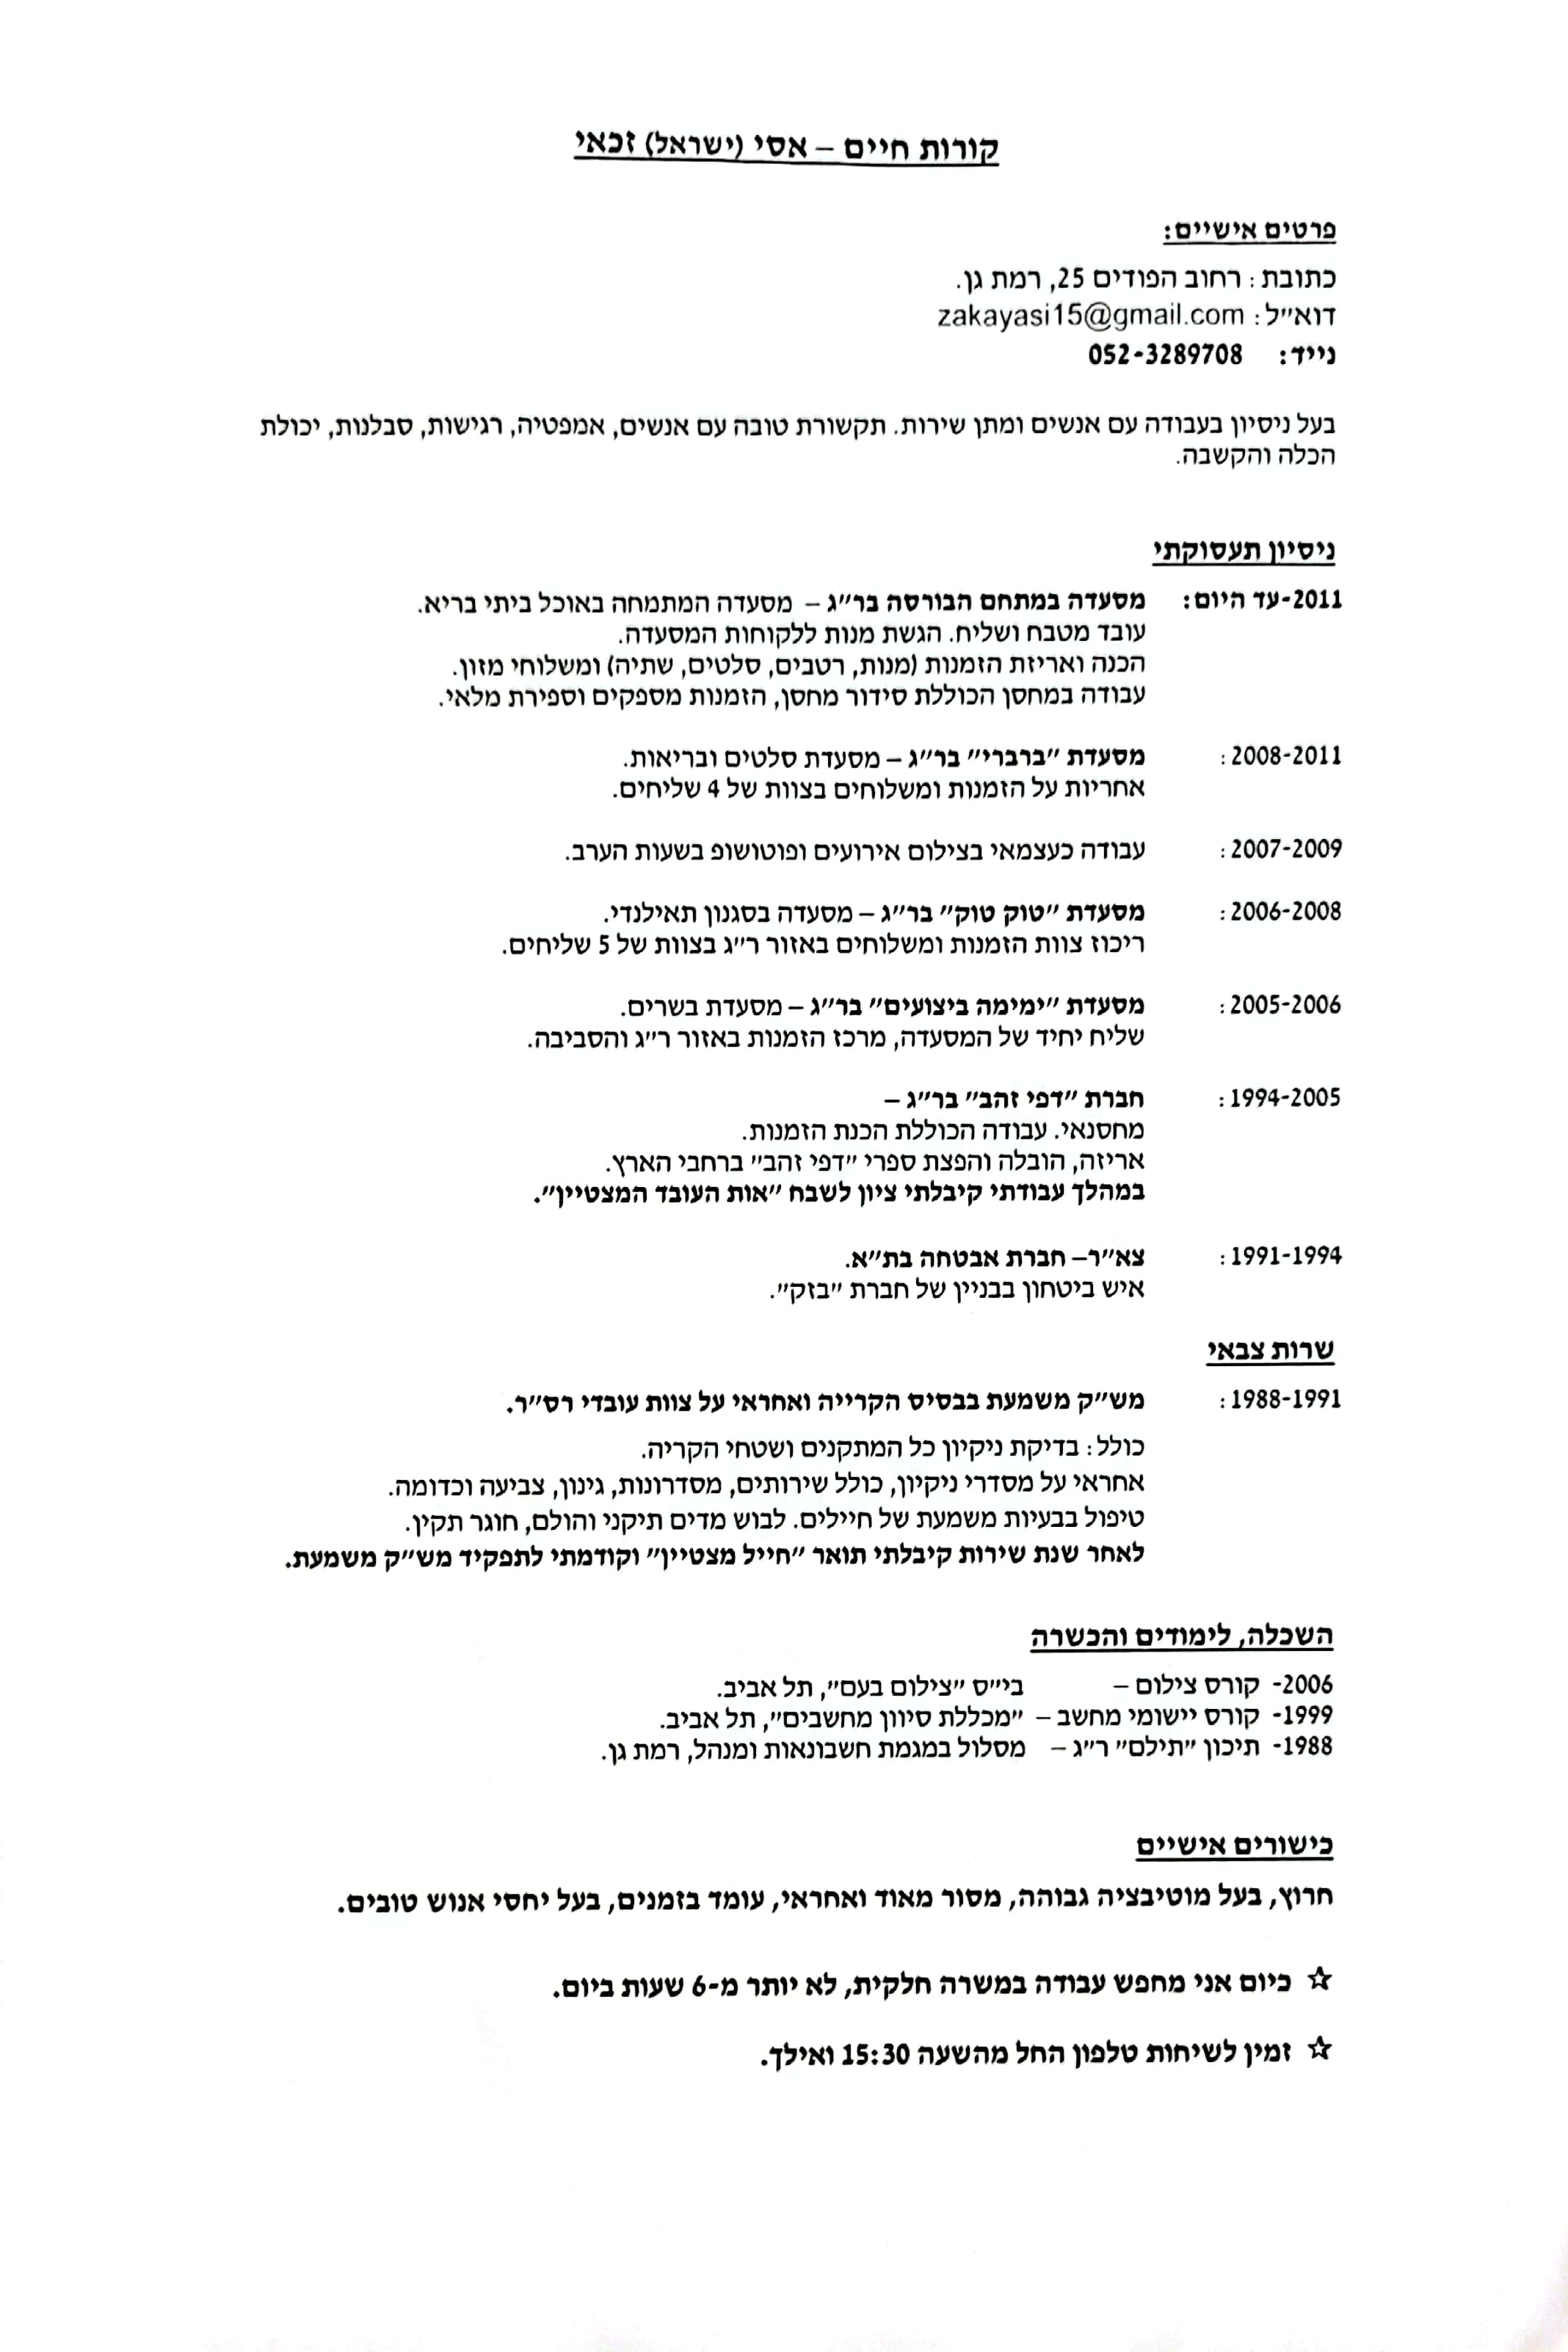 קורות חיים – אסי (ישראל) זכאי
פרטים אישיים:
כתובת: רחוב הפודים 25, רמת גן.
דוא״ל: zakayasi15@gmail.com
נייד: 052-3289708
בעל ניסיון בעבודה עם אנשים ומתן שירות. תקשורת טובה עם אנשים, אמפטיה, רגישות, סבלנות, יכולת
הכלה והקשבה.
ניסיון תעסוקתי
2011-עד היום: מסעדה במתחם הבורסה בר״ג – מסעדה המתמחה באוכל ביתי בריא.
עובד מטבח ושליח. הגשת מנות ללקוחות המסעדה.
הכנה ואריזת הזמנות (מנות, רטבים, סלטים, שתיה) ומשלוחי מזון.
עבודה במחסן הכוללת סידור מחסן, הזמנות מספקים וספירת מלאי.
2008-2011: מסעדת ״ברברי״ בר״ג – מסעדת סלטים ובריאות.
אחריות על הזמנות ומשלוחים בצוות של 4 שליחים.
2007-2009: עבודה כעצמאי בצילום אירועים ופוטושופ בשעות הערב.
2006-2008: מסעדת ״טוק טוק״ בר״ג – מסעדה בסגנון תאילנדי.
ריכוז צוות הזמנות ומשלוחים באזור ר״ג בצוות של 5 שליחים.
2005-2006: מסעדת ״ימימה ביצועים״ בר״ג – מסעדת בשרים.
שליח יחיד של המסעדה, מרכז הזמנות באזור ר״ג והסביבה.
1994-2005: חברת ״דפי זהב״ בר״ג –
מחסנאי. עבודה הכוללת הכנת הזמנות.
אריזה, הובלה והפצת ספרי ״דפי זהב״ ברחבי הארץ.
במהלך עבודתי קיבלתי ציון לשבח ״אות העובד המצטיין״.
1991-1994: צא״ר– חברת אבטחה בת״א.
איש ביטחון בבניין של חברת ״בזק״.
שרות צבאי
1988-1991: מש״ק משמעת בבסיס הקרייה ואחראי על צוות עובדי רס״ר.
כולל: בדיקת ניקיון כל המתקנים ושטחי הקריה.
אחראי על מסדרי ניקיון, כולל שירותים, מסדרונות, גינון, צביעה וכדומה.
טיפול בבעיות משמעת של חיילים. לבוש מדים תיקני והולם, חוגר תקין.
לאחר שנת שירות קיבלתי תואר ״חייל מצטיין״ וקודמתי לתפקיד מש״ק משמעת.
השכלה, לימודים והכשרה
2006- קורס צילום – בי״ס ״צילום בעם״, תל אביב.
1999- קורס יישומי מחשב – ״מכללת סיוון מחשבים״, תל אביב.
1988- תיכון ״תילם״ ר״ג – מסלול במגמת חשבונאות ומנהל, רמת גן.
כישורים אישיים
חרוץ, בעל מוטיבציה גבוהה, מסור מאוד ואחראי, עומד בזמנים, בעל יחסי אנוש טובים.
☆ כיום אני מחפש עבודה במשרה חלקית, לא יותר מ-6 שעות ביום.
☆ זמין לשיחות טלפון החל מהשעה 15:30 ואילך.